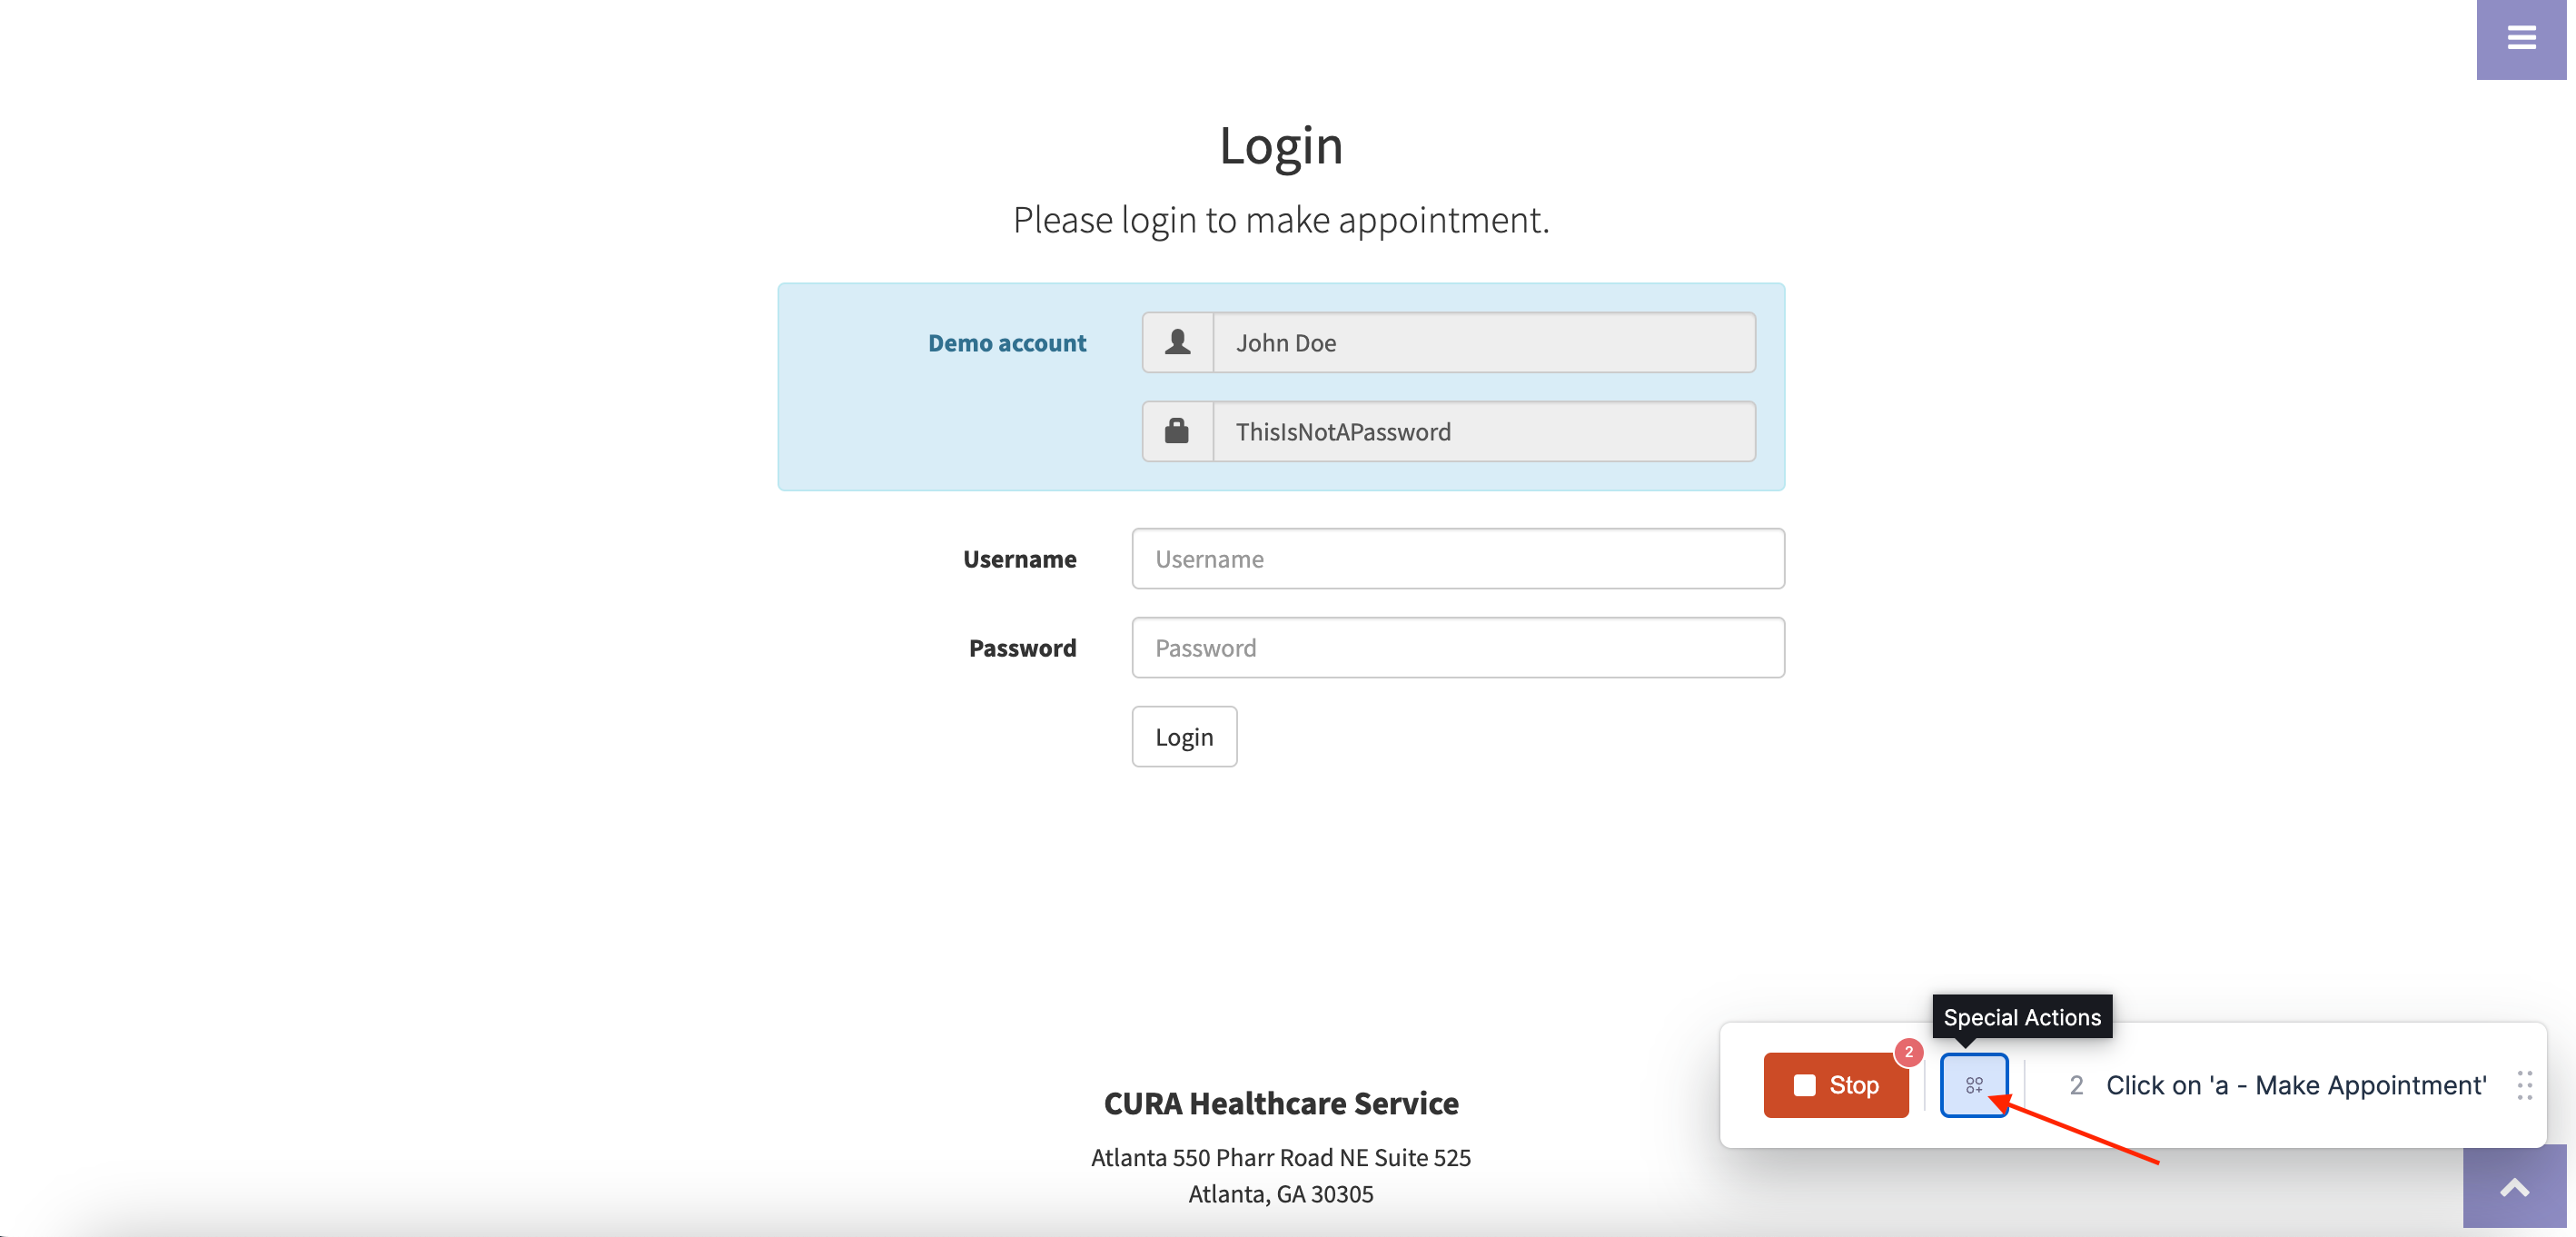 Login
Please login to make appointment.
Demo account
John Doe
ThisIsNotAPassword
Username
Username
Password
Password
Login
Special Actions
Stop
2
2 Click on 'a - Make Appointment'
CURA Healthcare Service
Atlanta 550 Pharr Road NE Suite 525
Atlanta, GA 30305